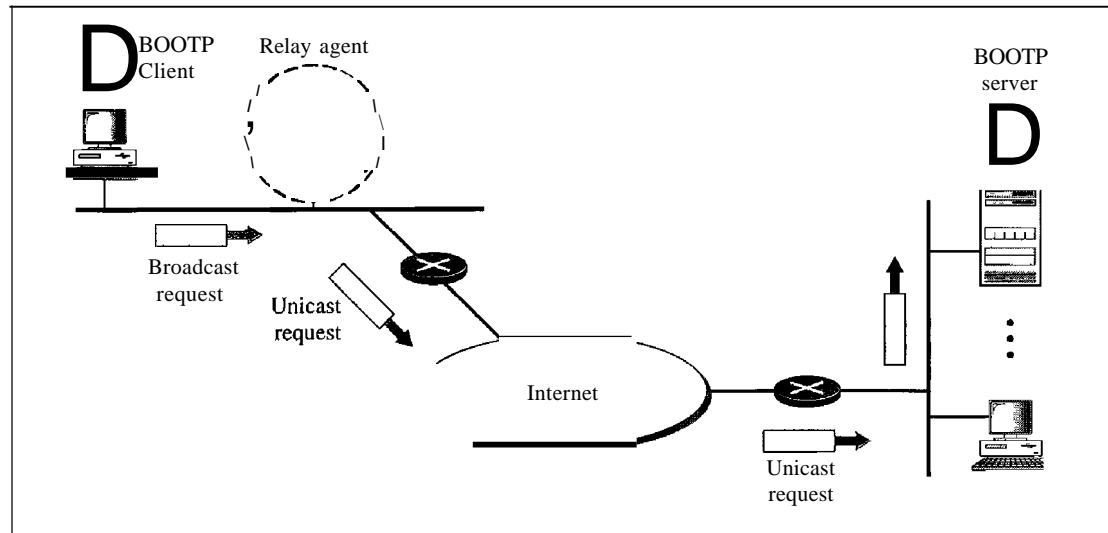 D
BOOTP
Client
Relay agent
BOOTP
server
D
Broadcast
request
Unicast
request
Internet
Unicast
request